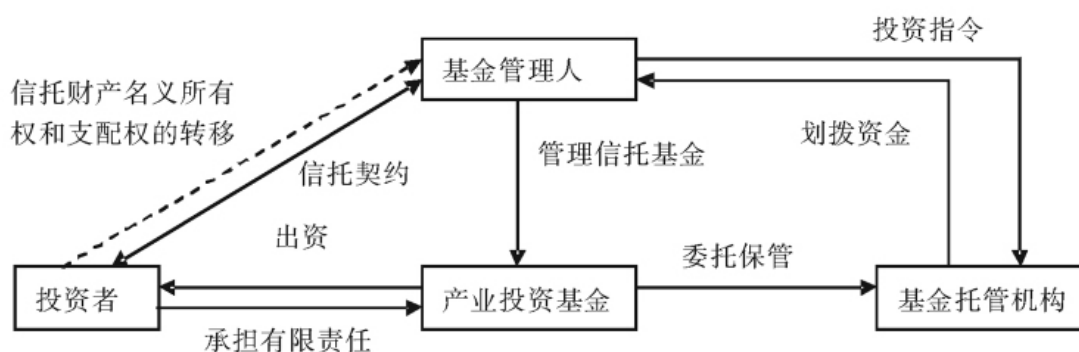 投资指令
基金管理人
信托财产名义所有
权和支配权的转移
划拨资金
管理信托基金
信托契约
出资
委托保管
投资者
产业投资基金
基金托管机构
承担有限责任